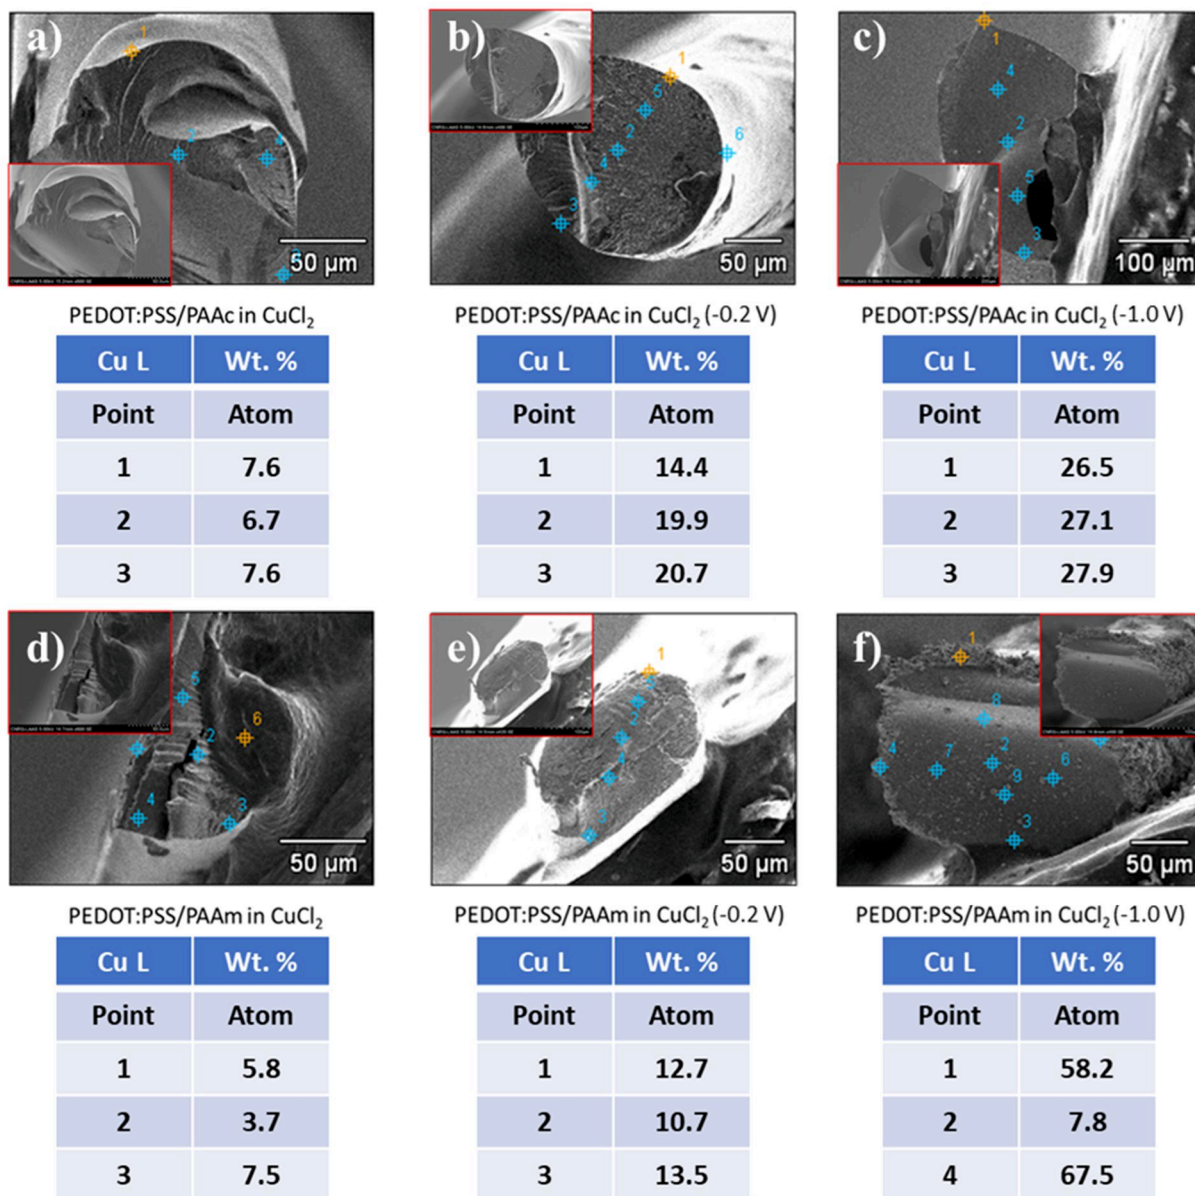 a)
1
2
4
3
50 μm
b)
1
5
2
6
4
3
50 μm
c)
1
4
2
5
3
100 μm
PEDOT:PSS/PAAc in CuCl₂
Cu L Wt. %
Point Atom
1 7.6
2 6.7
3 7.6
PEDOT:PSS/PAAc in CuCl₂ (-0.2 V)
Cu L Wt. %
Point Atom
1 14.4
2 19.9
3 20.7
PEDOT:PSS/PAAc in CuCl₂ (-1.0 V)
Cu L Wt. %
Point Atom
1 26.5
2 27.1
3 27.9
d)
5
6
2
4
3
50 μm
e)
1
5
2
4
3
50 μm
f)
1
8
4
7
2
6
9
3
50 μm
PEDOT:PSS/PAAm in CuCl₂
Cu L Wt. %
Point Atom
1 5.8
2 3.7
3 7.5
PEDOT:PSS/PAAm in CuCl₂ (-0.2 V)
Cu L Wt. %
Point Atom
1 12.7
2 10.7
3 13.5
PEDOT:PSS/PAAm in CuCl₂ (-1.0 V)
Cu L Wt. %
Point Atom
1 58.2
2 7.8
4 67.5